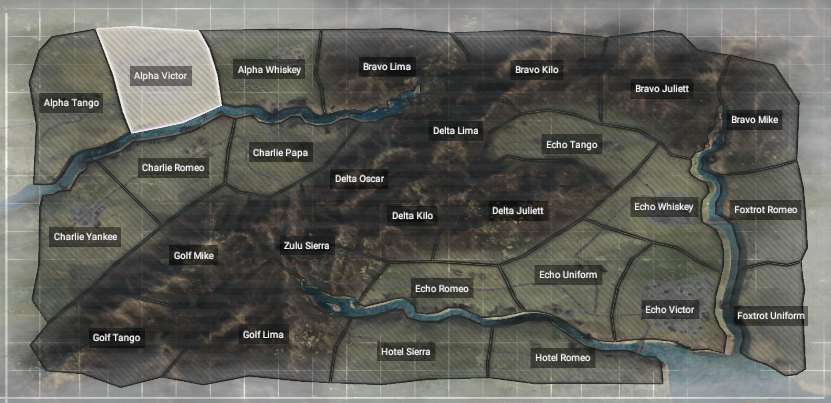 Bravo Lima
Alpha Whiskey
Bravo Kilo
Alpha Victor
Bravo Juliett
Alpha Tango
Bravo Mike
Delta Lima
Echo Tango
Charlie Papa
Charlie Romeo
Delta Oscar
Echo Whiskey
Foxtrot Romeo
Delta Juliett
Delta Kilo
Charlie Yankee
Zulu Sierra
Golf Mike
Echo Uniform
Echo Romeo
Echo Victor
Foxtrot Uniform
Golf Lima
Golf Tango
Hotel Sierra
Hotel Romeo